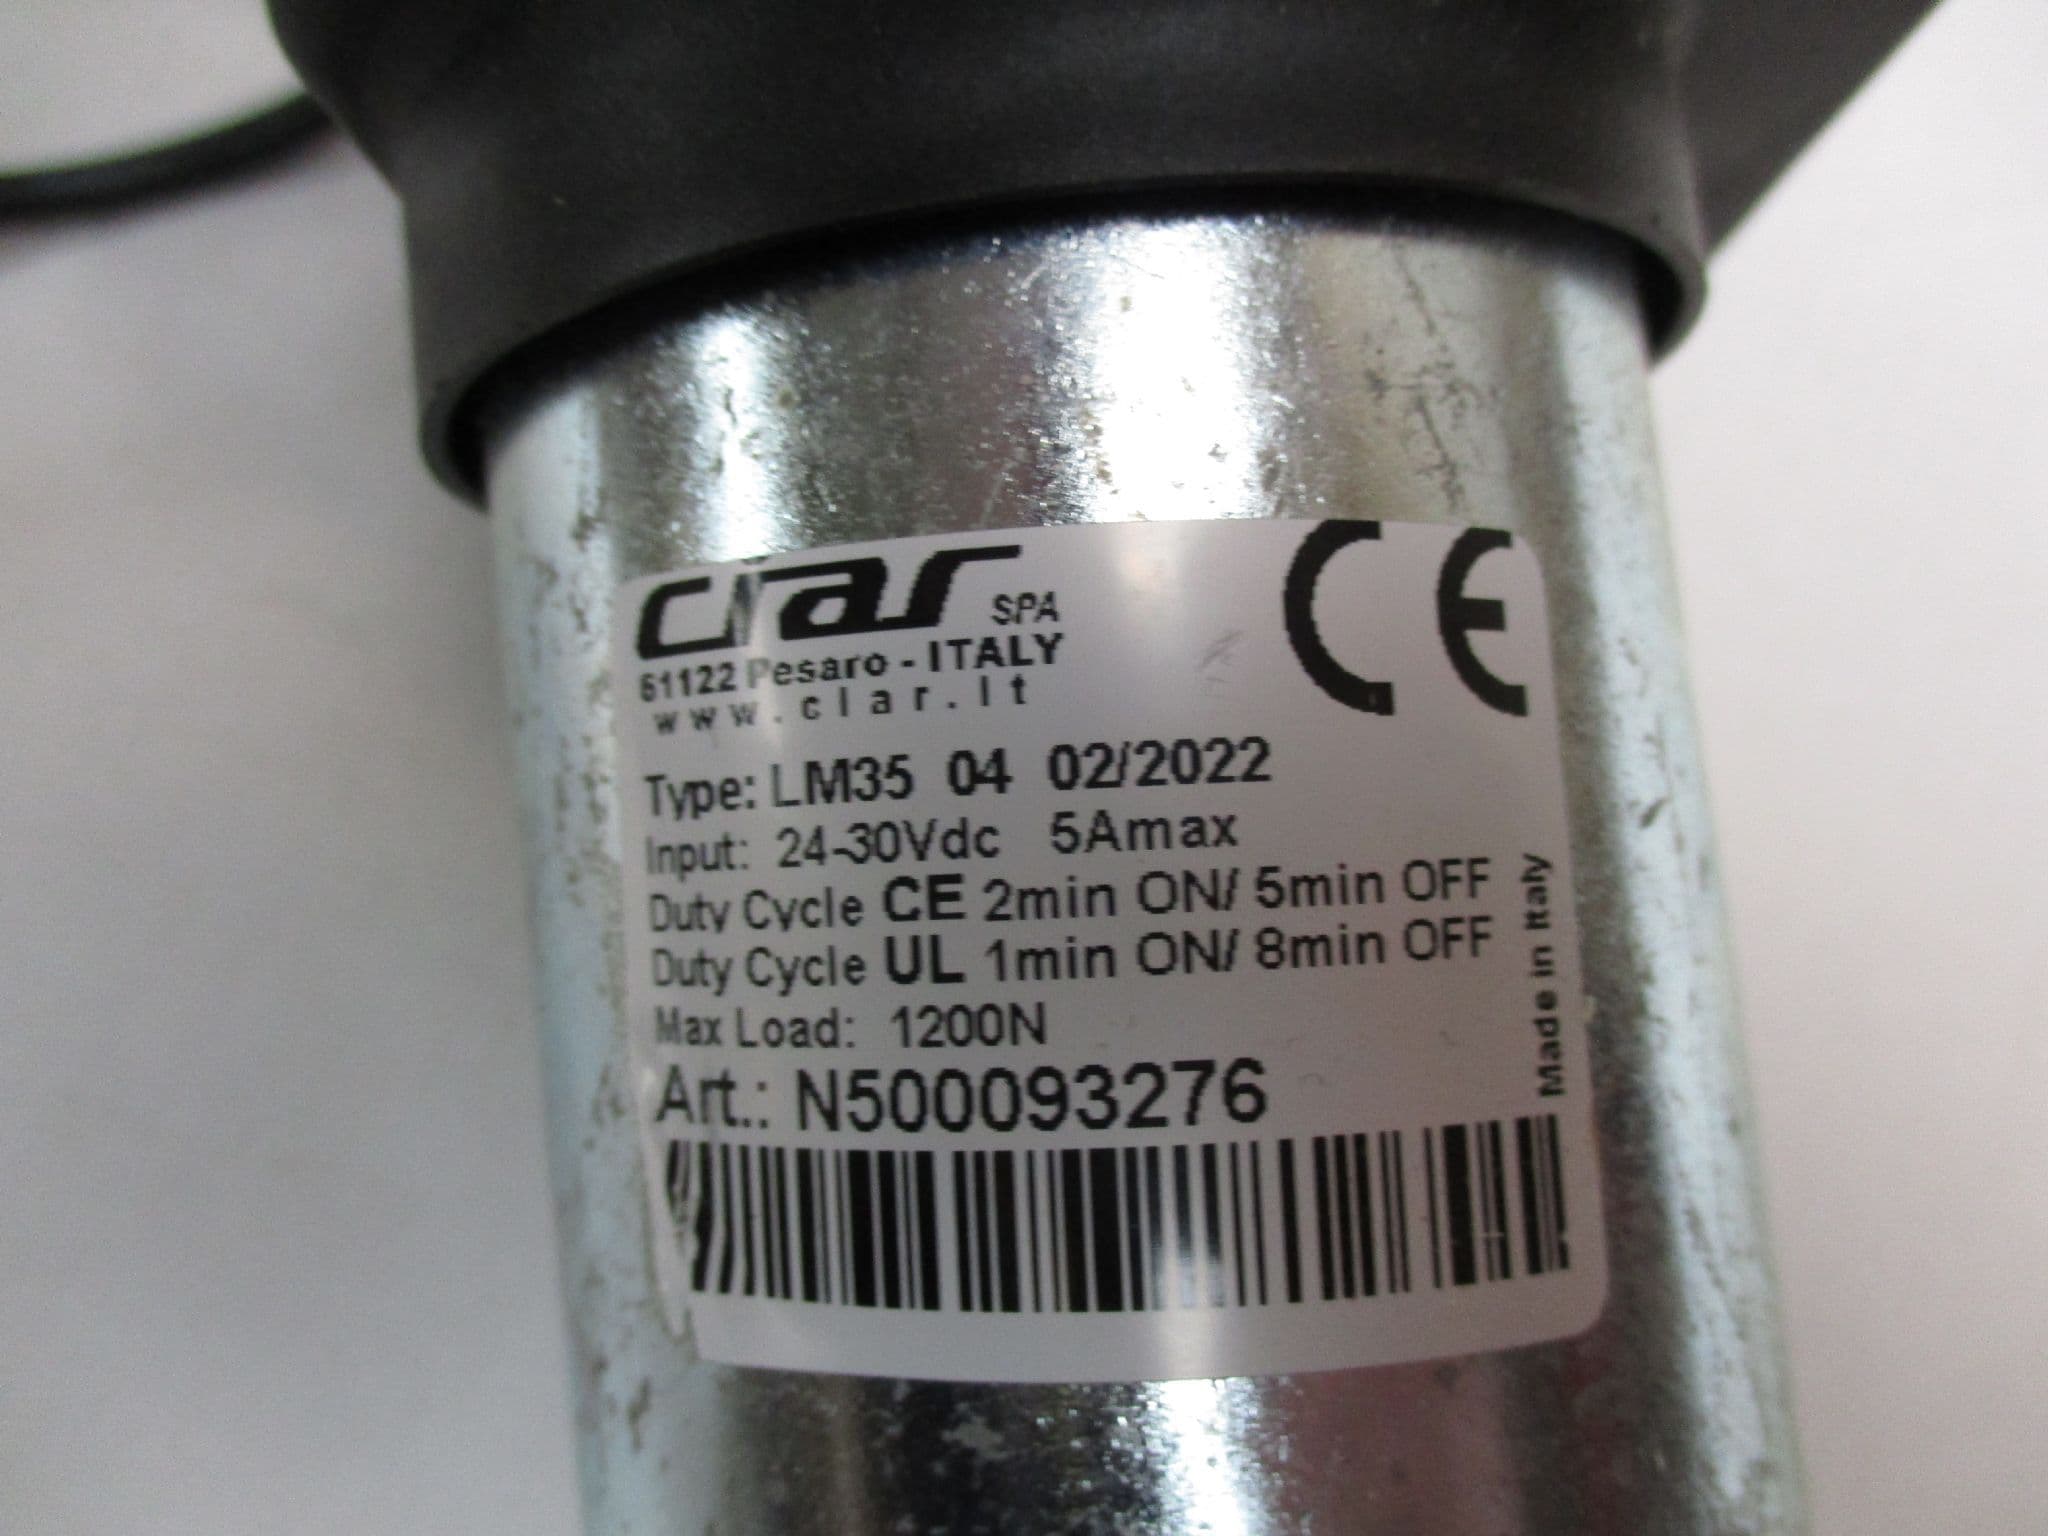 ciar SPA
61122 Pesaro - ITALY
www.ciar.it
CE
Type: LM35 04 02/2022
Input: 24-30Vdc 5Amax
Duty Cycle CE 2min ON/ 5min OFF
Duty Cycle UL 1min ON/ 8min OFF
Max Load: 1200N
Art.: N500093276
Made in Italy